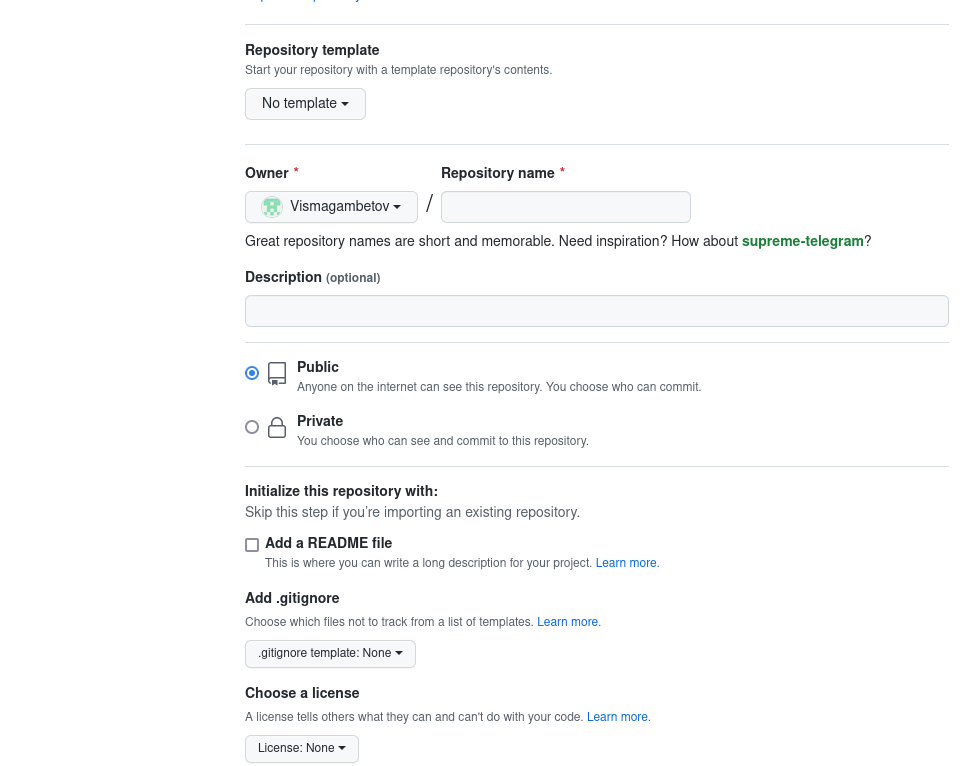 Repository template
Start your repository with a template repository's contents.
No template
Owner * Repository name *
Vismagambetov /
Great repository names are short and memorable. Need inspiration? How about supreme-telegram?
Description (optional)
Public
Anyone on the internet can see this repository. You choose who can commit.
Private
You choose who can see and commit to this repository.
Initialize this repository with:
Skip this step if you’re importing an existing repository.
Add a README file
This is where you can write a long description for your project. Learn more.
Add .gitignore
Choose which files not to track from a list of templates. Learn more.
.gitignore template: None
Choose a license
A license tells others what they can and can't do with your code. Learn more.
License: None